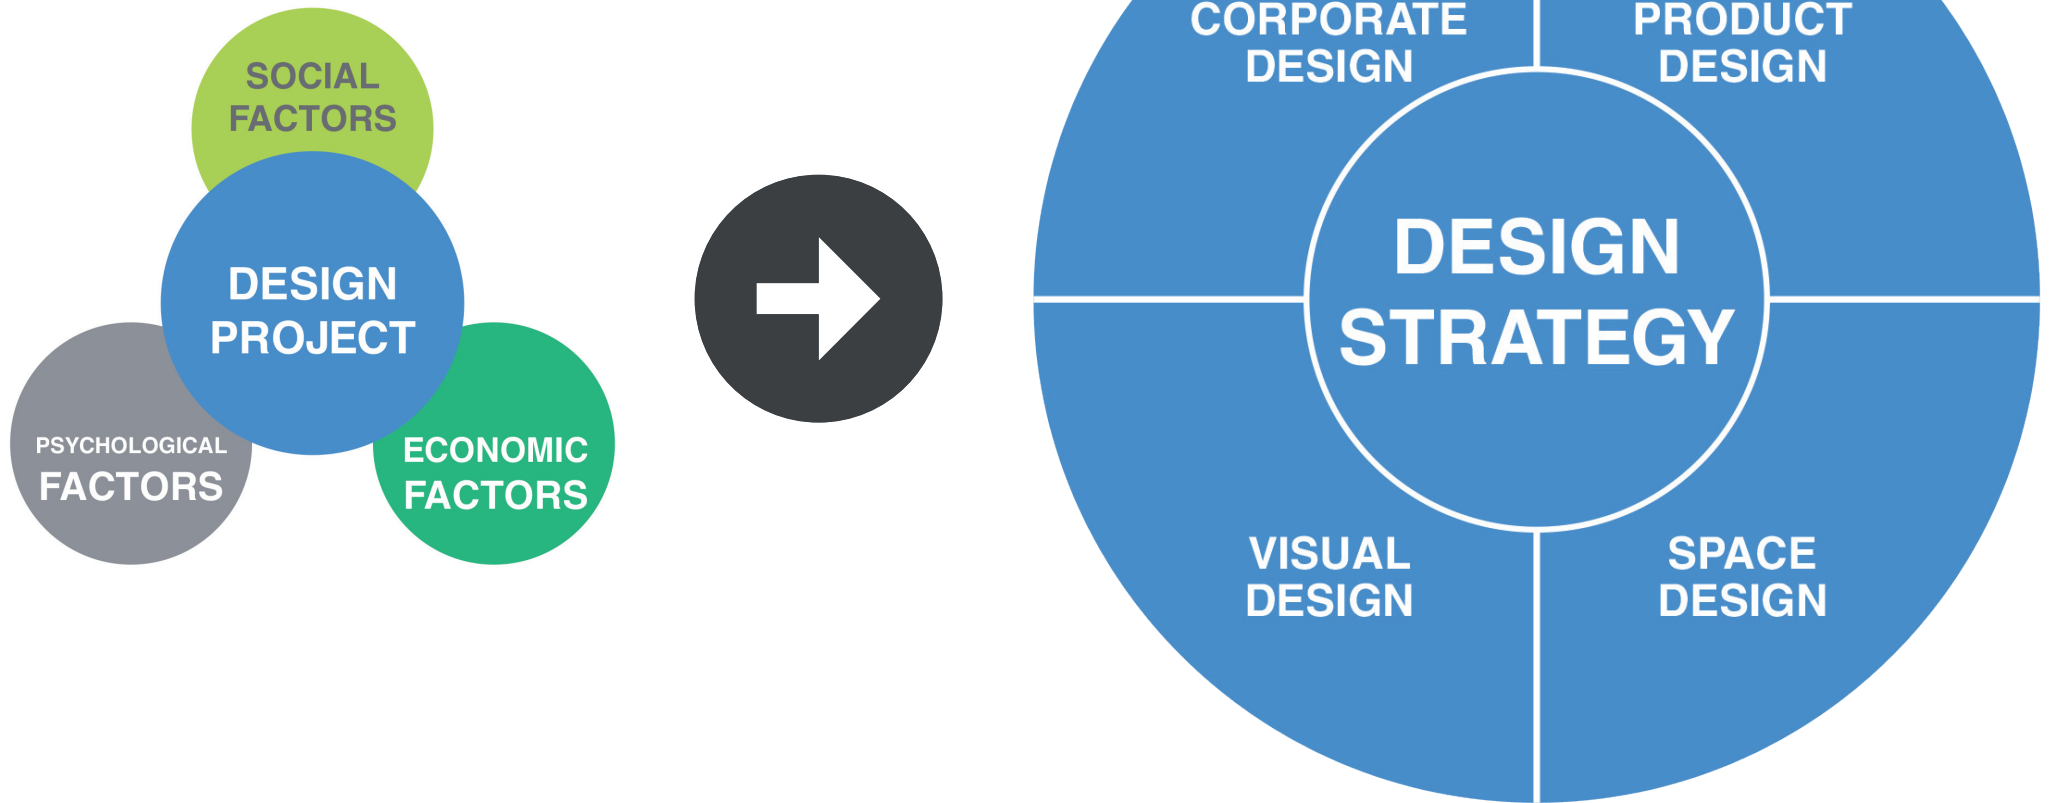 SOCIAL
FACTORS
DESIGN
PROJECT
PSYCHOLOGICAL
FACTORS
ECONOMIC
FACTORS
CORPORATE
DESIGN
PRODUCT
DESIGN
DESIGN
STRATEGY
VISUAL
DESIGN
SPACE
DESIGN